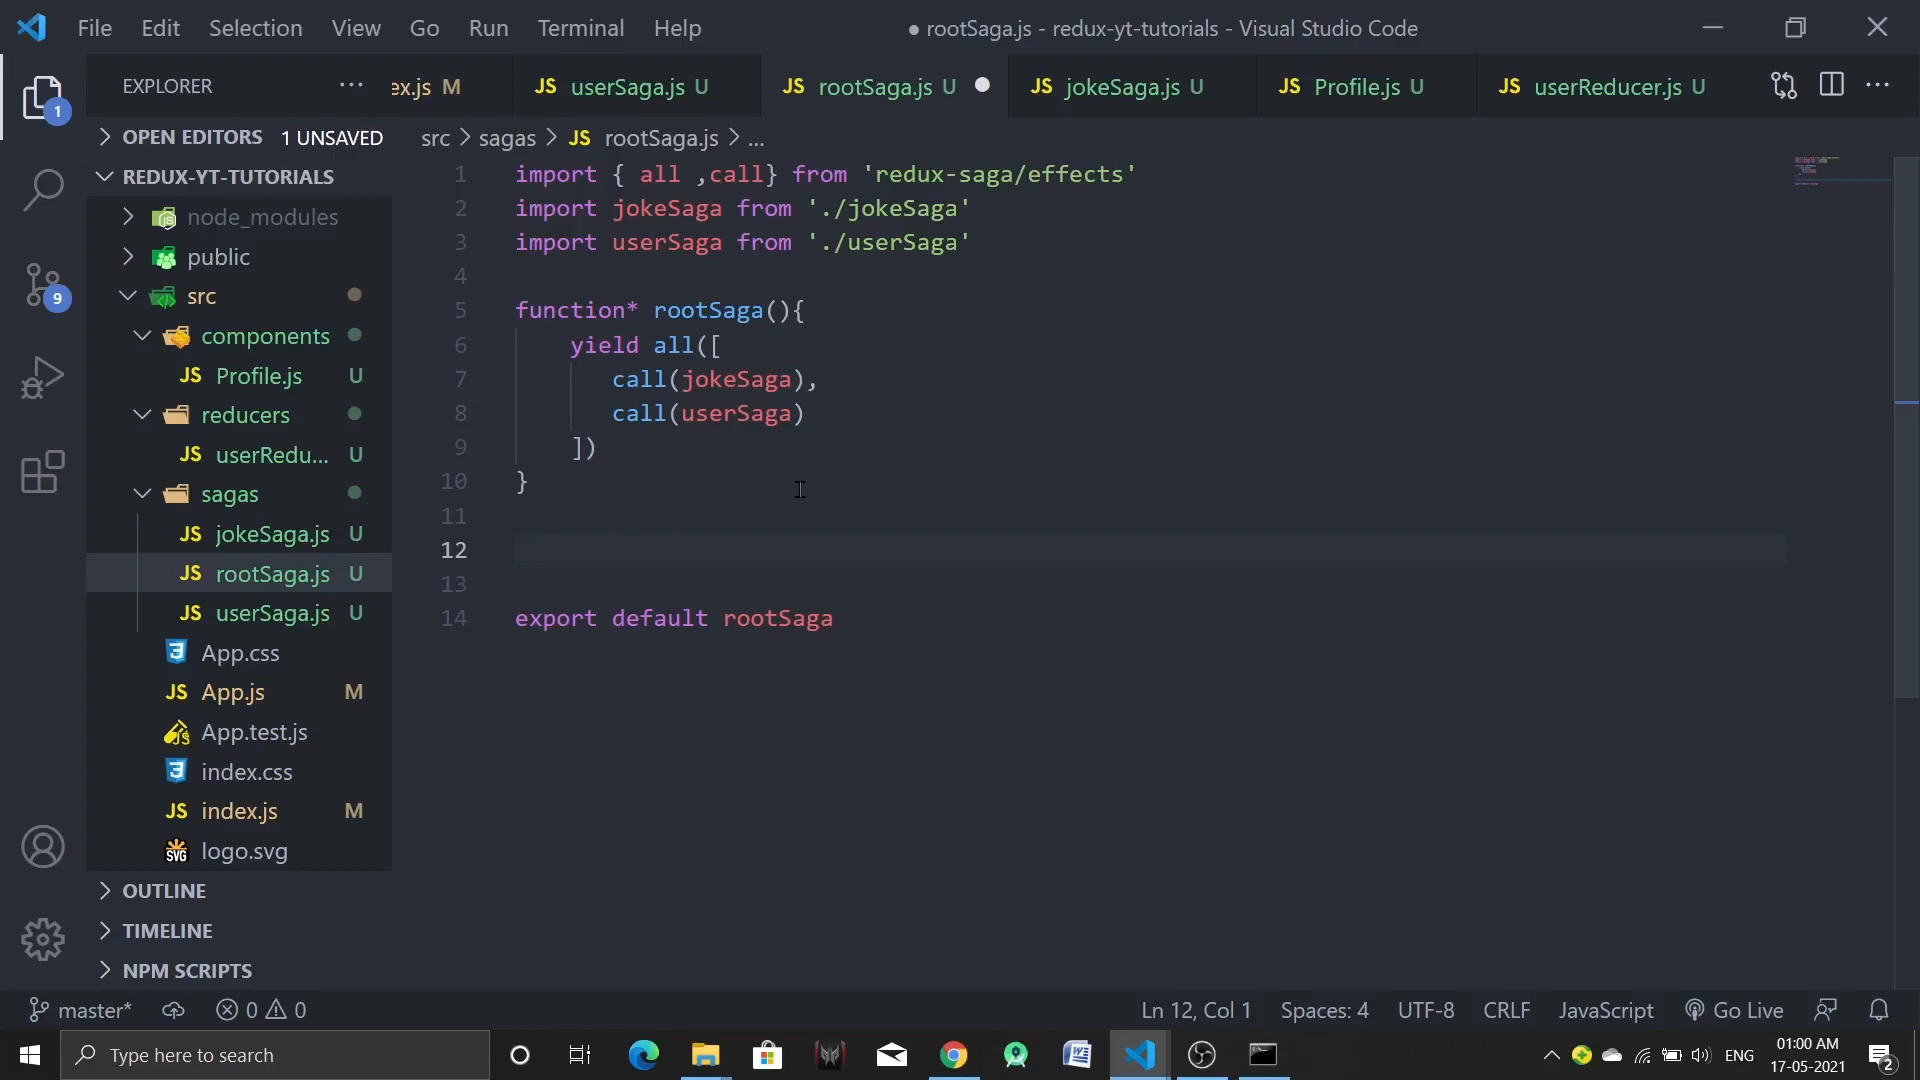 File Edit Selection View Go Run Terminal Help
● rootSaga.js - redux-yt-tutorials - Visual Studio Code
EXPLORER ...
ex.js M
JS userSaga.js U
JS rootSaga.js U ●
JS jokeSaga.js U
JS Profile.js U
JS userReducer.js U
OPEN EDITORS 1 UNSAVED
src > sagas > JS rootSaga.js > ...
REDUX-YT-TUTORIALS
node_modules
public
src
components
JS Profile.js U
reducers
JS userRedu... U
sagas
JS jokeSaga.js U
JS rootSaga.js U
JS userSaga.js U
App.css
JS App.js M
App.test.js
index.css
JS index.js M
SVG logo.svg
OUTLINE
TIMELINE
NPM SCRIPTS
1
9
1 import { all ,call} from 'redux-saga/effects'
2 import jokeSaga from './jokeSaga'
3 import userSaga from './userSaga'
4
5 function* rootSaga(){
6 yield all([
7 call(jokeSaga),
8 call(userSaga)
9 ])
10 }
11
12
13
14 export default rootSaga
master* 0 0
Ln 12, Col 1 Spaces: 4 UTF-8 CRLF JavaScript Go Live
Type here to search
ENG
01:00 AM
17-05-2021
2